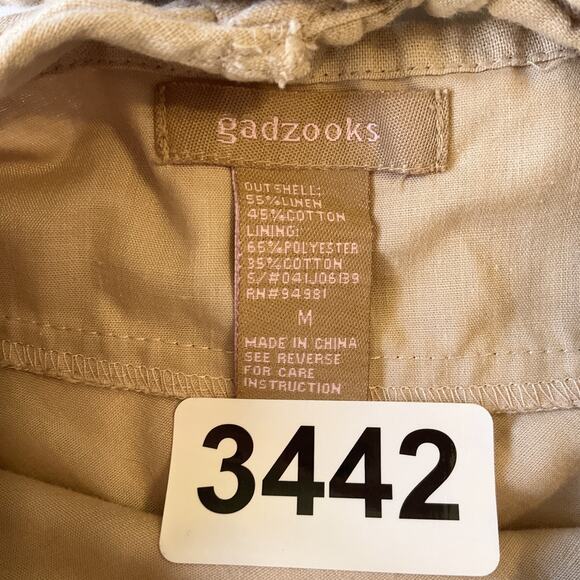 gadzooks
OUTSHELL:
55%LINEN
45%COTTON
LINING:
65%POLYESTER
35%COTTON
S/#041J06139
RN#94981
M
MADE IN CHINA
SEE REVERSE
FOR CARE
INSTRUCTION
3442